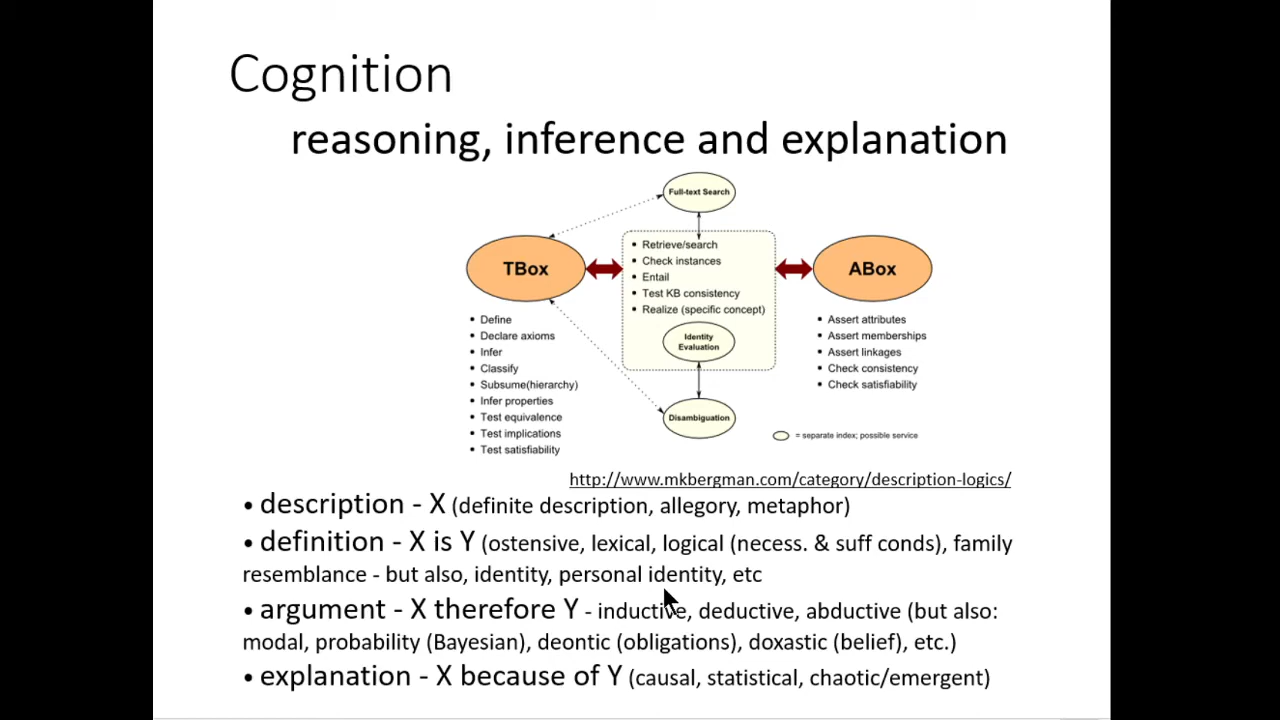 Cognition
reasoning, inference and explanation
Full-text Search
TBox
• Retrieve/search
• Check instances
• Entail
• Test KB consistency
• Realize (specific concept)
Identity
Evaluation
ABox
• Define
• Declare axioms
• Infer
• Classify
• Subsume(hierarchy)
• Infer properties
• Test equivalence
• Test implications
• Test satisfiability
• Assert attributes
• Assert memberships
• Assert linkages
• Check consistency
• Check satisfiability
Disambiguation
= separate index; possible service
http://www.mkbergman.com/category/description-logics/
• description - X (definite description, allegory, metaphor)
• definition - X is Y (ostensive, lexical, logical (necess. & suff conds), family
resemblance - but also, identity, personal identity, etc
• argument - X therefore Y - inductive, deductive, abductive (but also:
modal, probability (Bayesian), deontic (obligations), doxastic (belief), etc.)
• explanation - X because of Y (causal, statistical, chaotic/emergent)